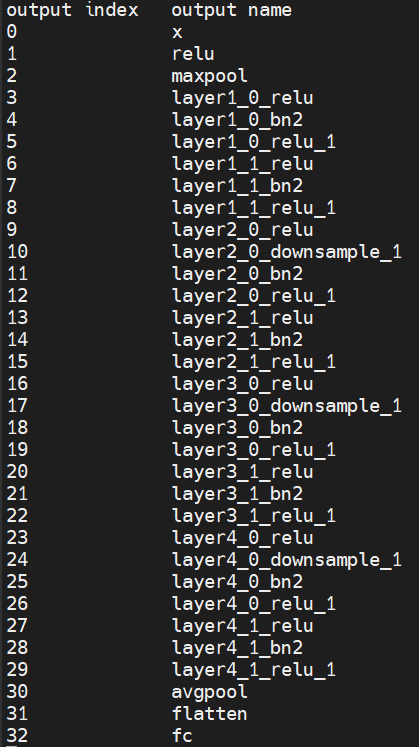 output index   output name
0              x
1              relu
2              maxpool
3              layer1_0_relu
4              layer1_0_bn2
5              layer1_0_relu_1
6              layer1_1_relu
7              layer1_1_bn2
8              layer1_1_relu_1
9              layer2_0_relu
10             layer2_0_downsample_1
11             layer2_0_bn2
12             layer2_0_relu_1
13             layer2_1_relu
14             layer2_1_bn2
15             layer2_1_relu_1
16             layer3_0_relu
17             layer3_0_downsample_1
18             layer3_0_bn2
19             layer3_0_relu_1
20             layer3_1_relu
21             layer3_1_bn2
22             layer3_1_relu_1
23             layer4_0_relu
24             layer4_0_downsample_1
25             layer4_0_bn2
26             layer4_0_relu_1
27             layer4_1_relu
28             layer4_1_bn2
29             layer4_1_relu_1
30             avgpool
31             flatten
32             fc